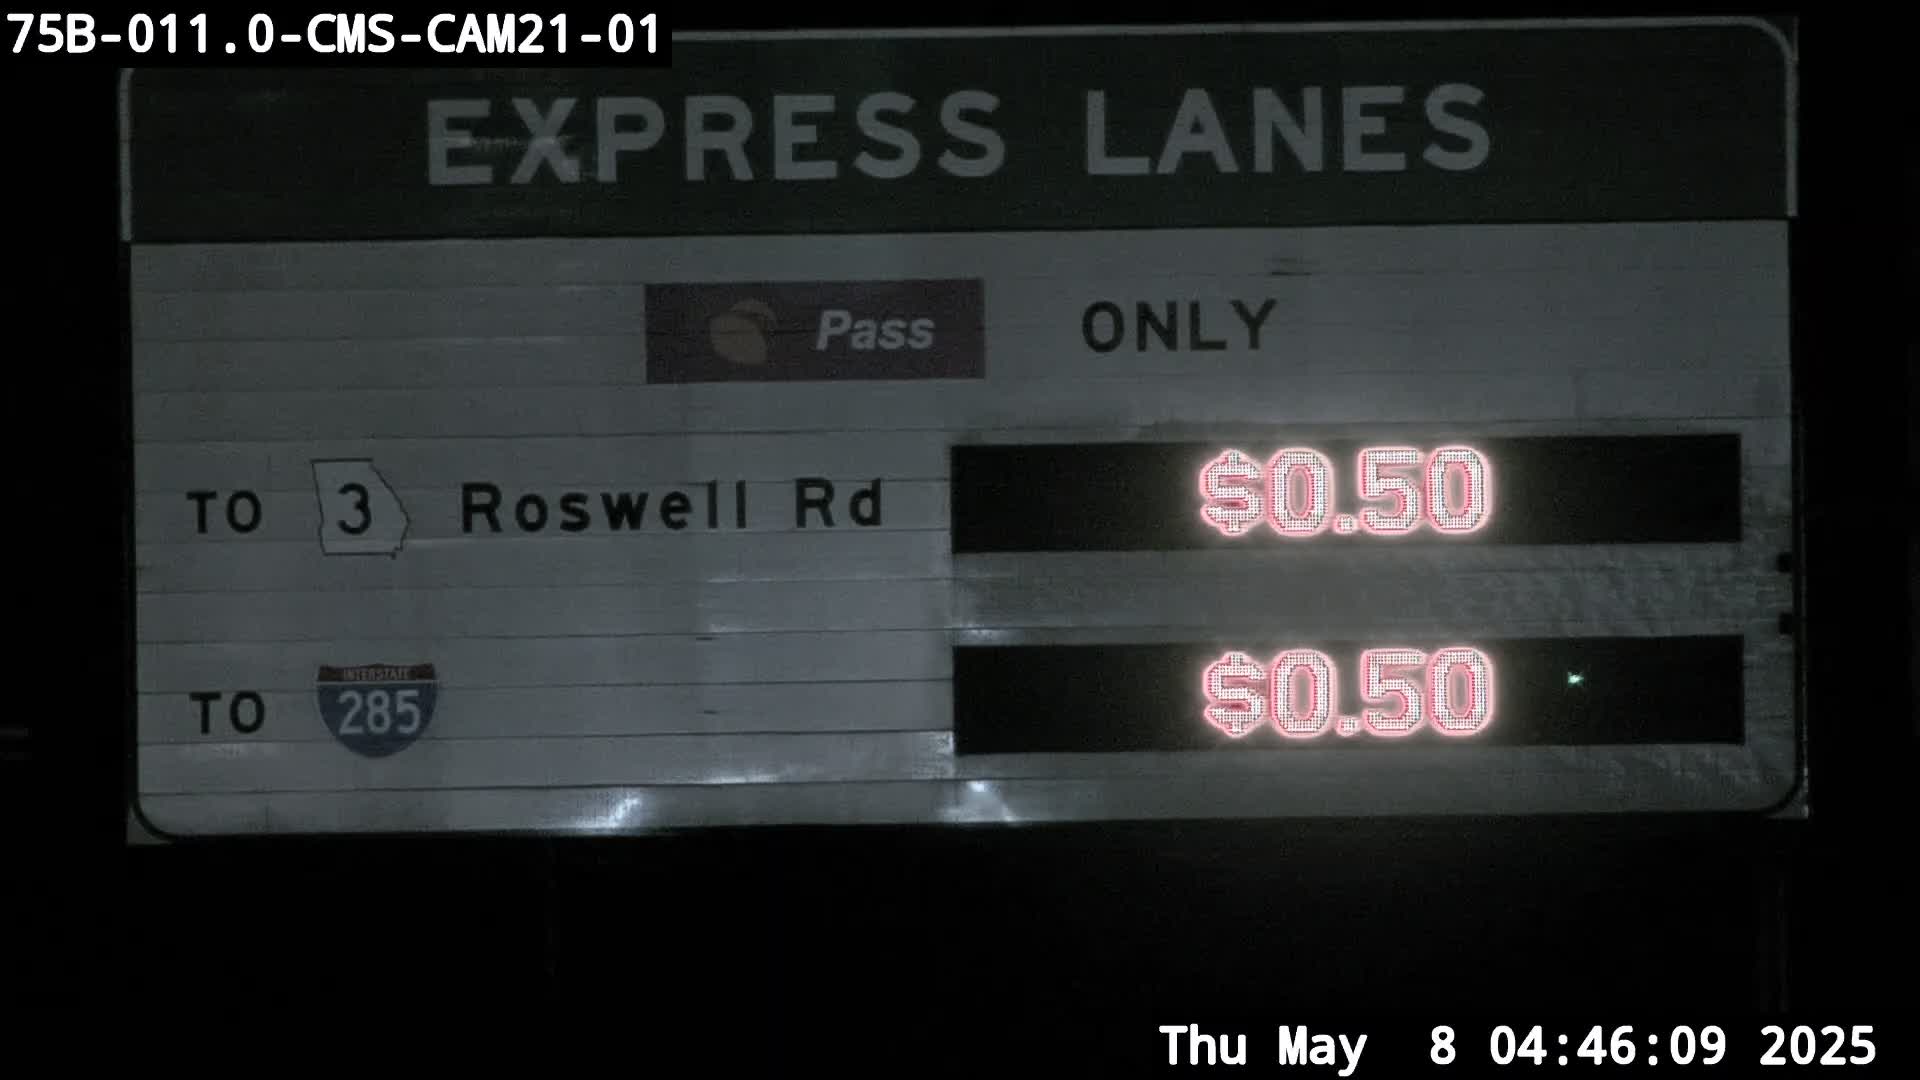 75B-011.0-CMS-CAM21-01
EXPRESS LANES
Pass ONLY
TO 3 Roswell Rd $0.50
TO INTERSTATE 285 $0.50
Thu May 8 04:46:09 2025